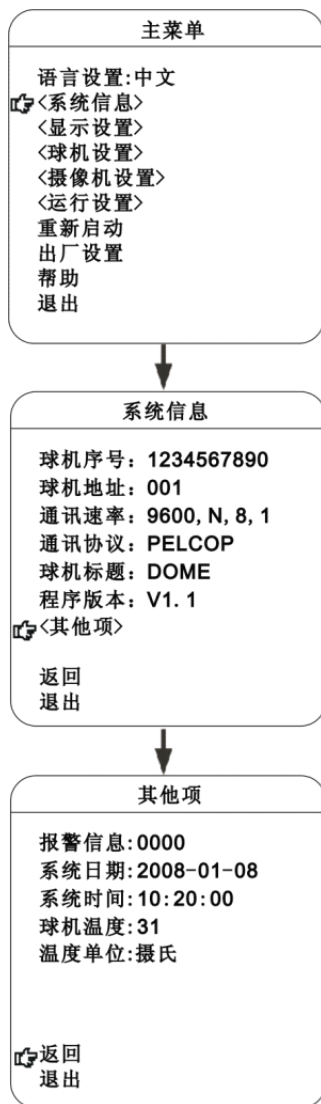 主菜单
语言设置:中文
<系统信息>
<显示设置>
<球机设置>
<摄像机设置>
<运行设置>
重新启动
出厂设置
帮助
退出
系统信息
球机序号：1234567890
球机地址：001
通讯速率：9600, N, 8, 1
通讯协议：PELCOP
球机标题：DOME
程序版本：V1. 1
<其他项>
返回
退出
其他项
报警信息:0000
系统日期:2008-01-08
系统时间:10:20:00
球机温度:31
温度单位:摄氏
返回
退出